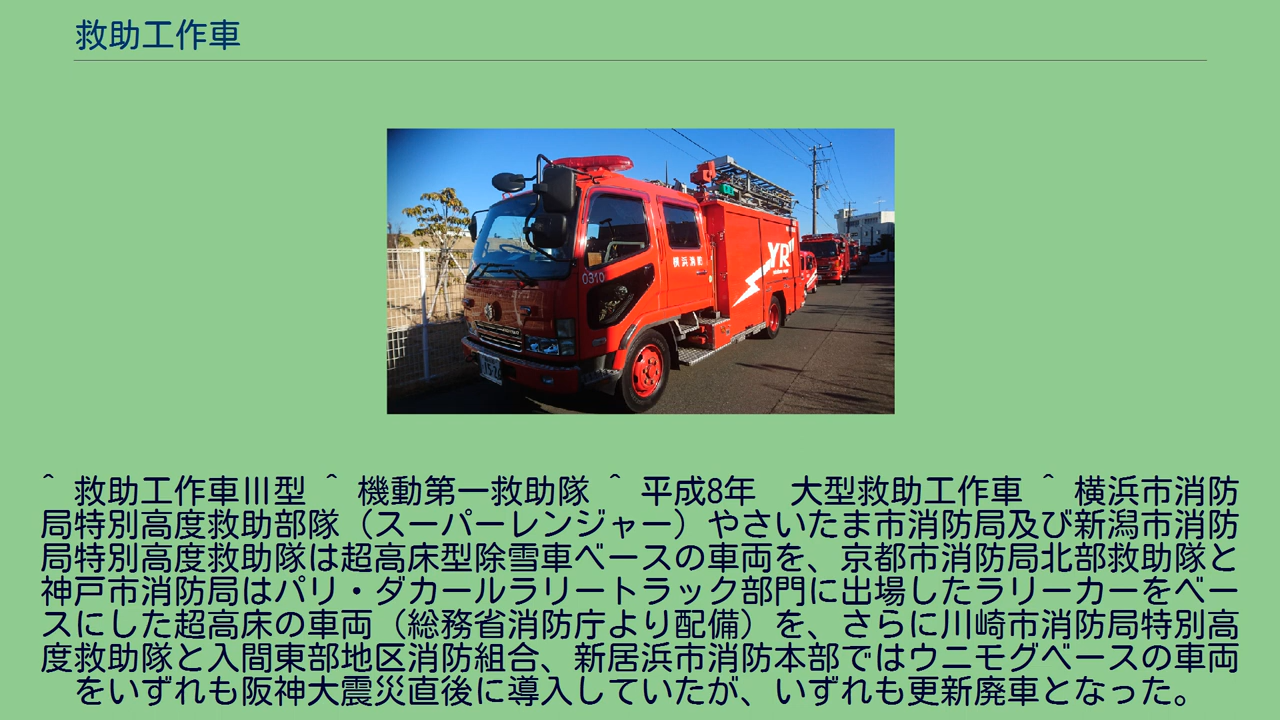 救助工作車
横浜消防
0310
YR
^ 救助工作車Ⅲ型 ^ 機動第一救助隊 ^ 平成8年　大型救助工作車 ^ 横浜市消防
局特別高度救助部隊（スーパーレンジャー）やさいたま市消防局及び新潟市消防
局特別高度救助隊は超高床型除雪車ベースの車両を、京都市消防局北部救助隊と
神戸市消防局はパリ・ダカールラリートラック部門に出場したラリーカーをベー
スにした超高床の車両（総務省消防庁より配備）を、さらに川崎市消防局特別高
度救助隊と入間東部地区消防組合、新居浜市消防本部ではウニモグベースの車両
をいずれも阪神大震災直後に導入していたが、いずれも更新廃車となった。